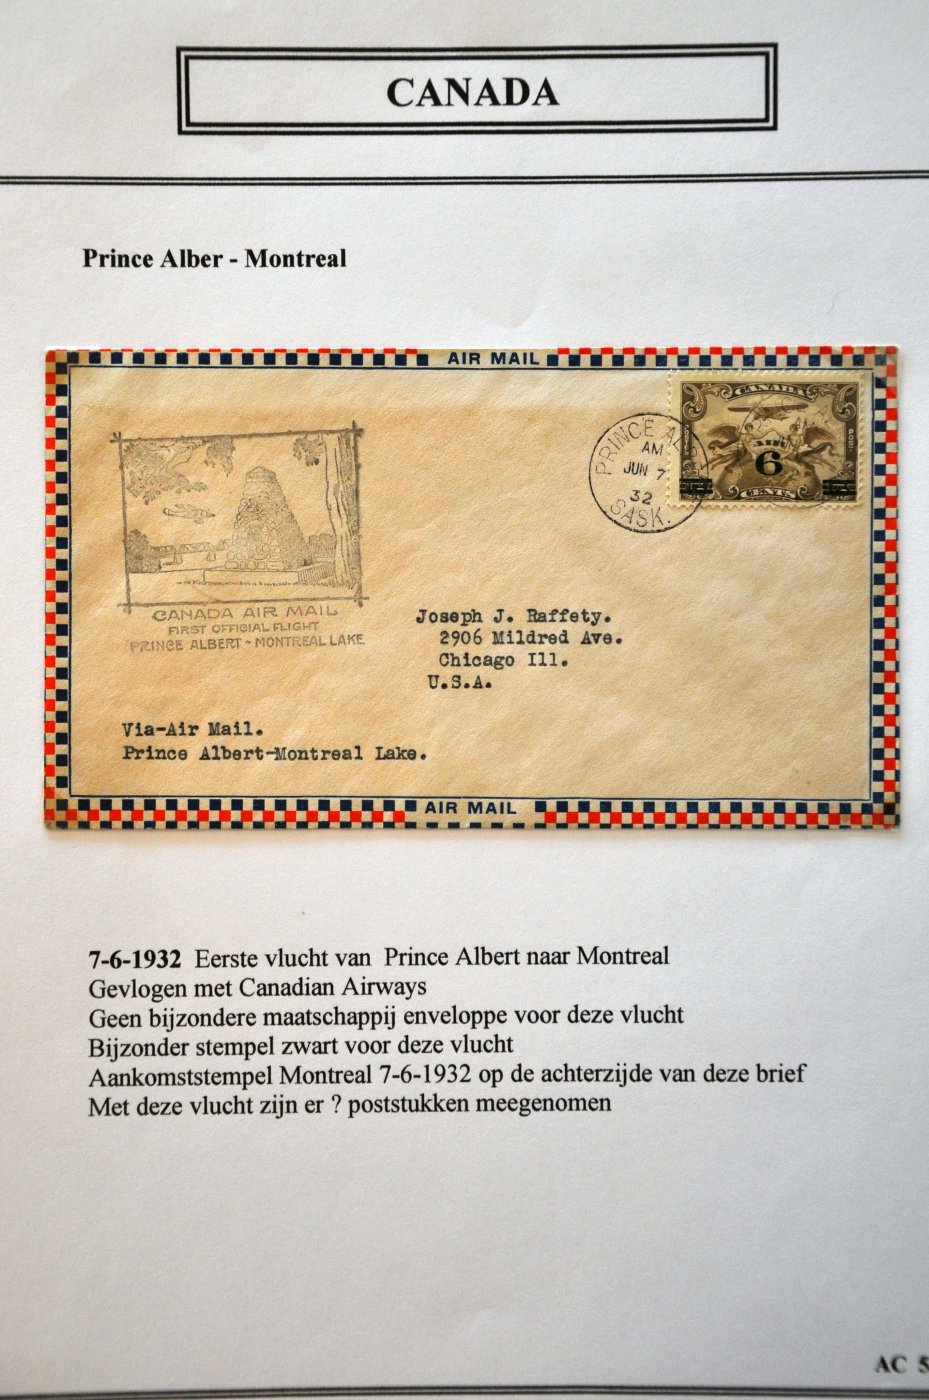 CANADA
Prince Alber - Montreal
AIR MAIL
CANADA
AIR
6
CENTS
PRINCE AL
AM
JUN 7
32
SASK.
CANADA AIR MAIL
FIRST OFFICIAL FLIGHT
PRINCE ALBERT - MONTREAL LAKE
Joseph J. Raffety.
2906 Mildred Ave.
Chicago Ill.
U.S.A.
Via-Air Mail.
Prince Albert-Montreal Lake.
AIR MAIL
7-6-1932 Eerste vlucht van Prince Albert naar Montreal
Gevlogen met Canadian Airways
Geen bijzondere maatschappij enveloppe voor deze vlucht
Bijzonder stempel zwart voor deze vlucht
Aankomststempel Montreal 7-6-1932 op de achterzijde van deze brief
Met deze vlucht zijn er ? poststukken meegenomen
AC 5